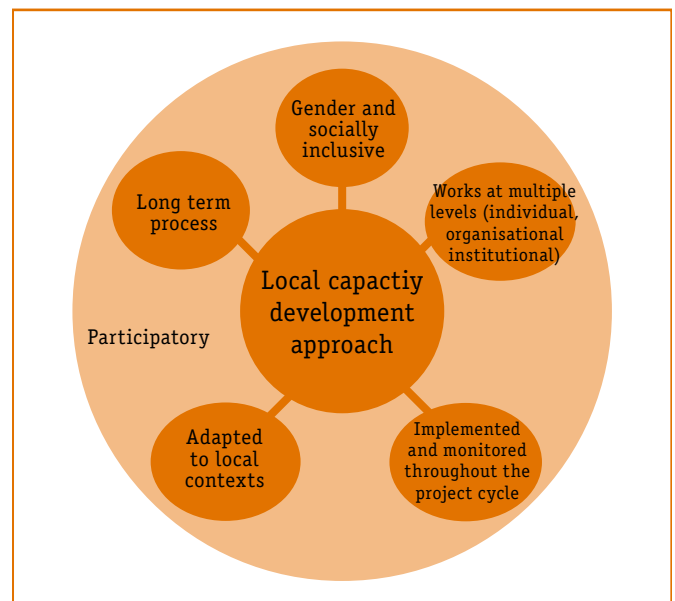 Gender and
socially
inclusive
Works at multiple
levels (individual,
organisational
institutional)
Long term
process
Local capactiy
development
approach
Participatory
Adapted
to local
contexts
Implemented
and monitored
throughout the
project cycle